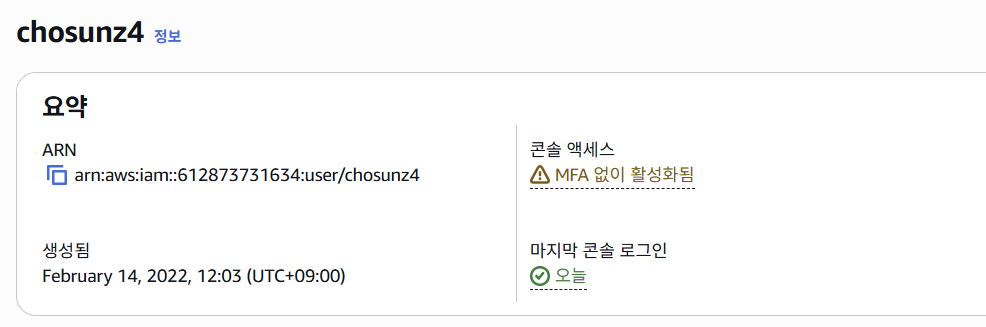 chosunz4 정보
요약
ARN
arn:aws:iam::612873731634:user/chosunz4
생성됨
February 14, 2022, 12:03 (UTC+09:00)
콘솔 액세스
MFA 없이 활성화됨
마지막 콘솔 로그인
오늘